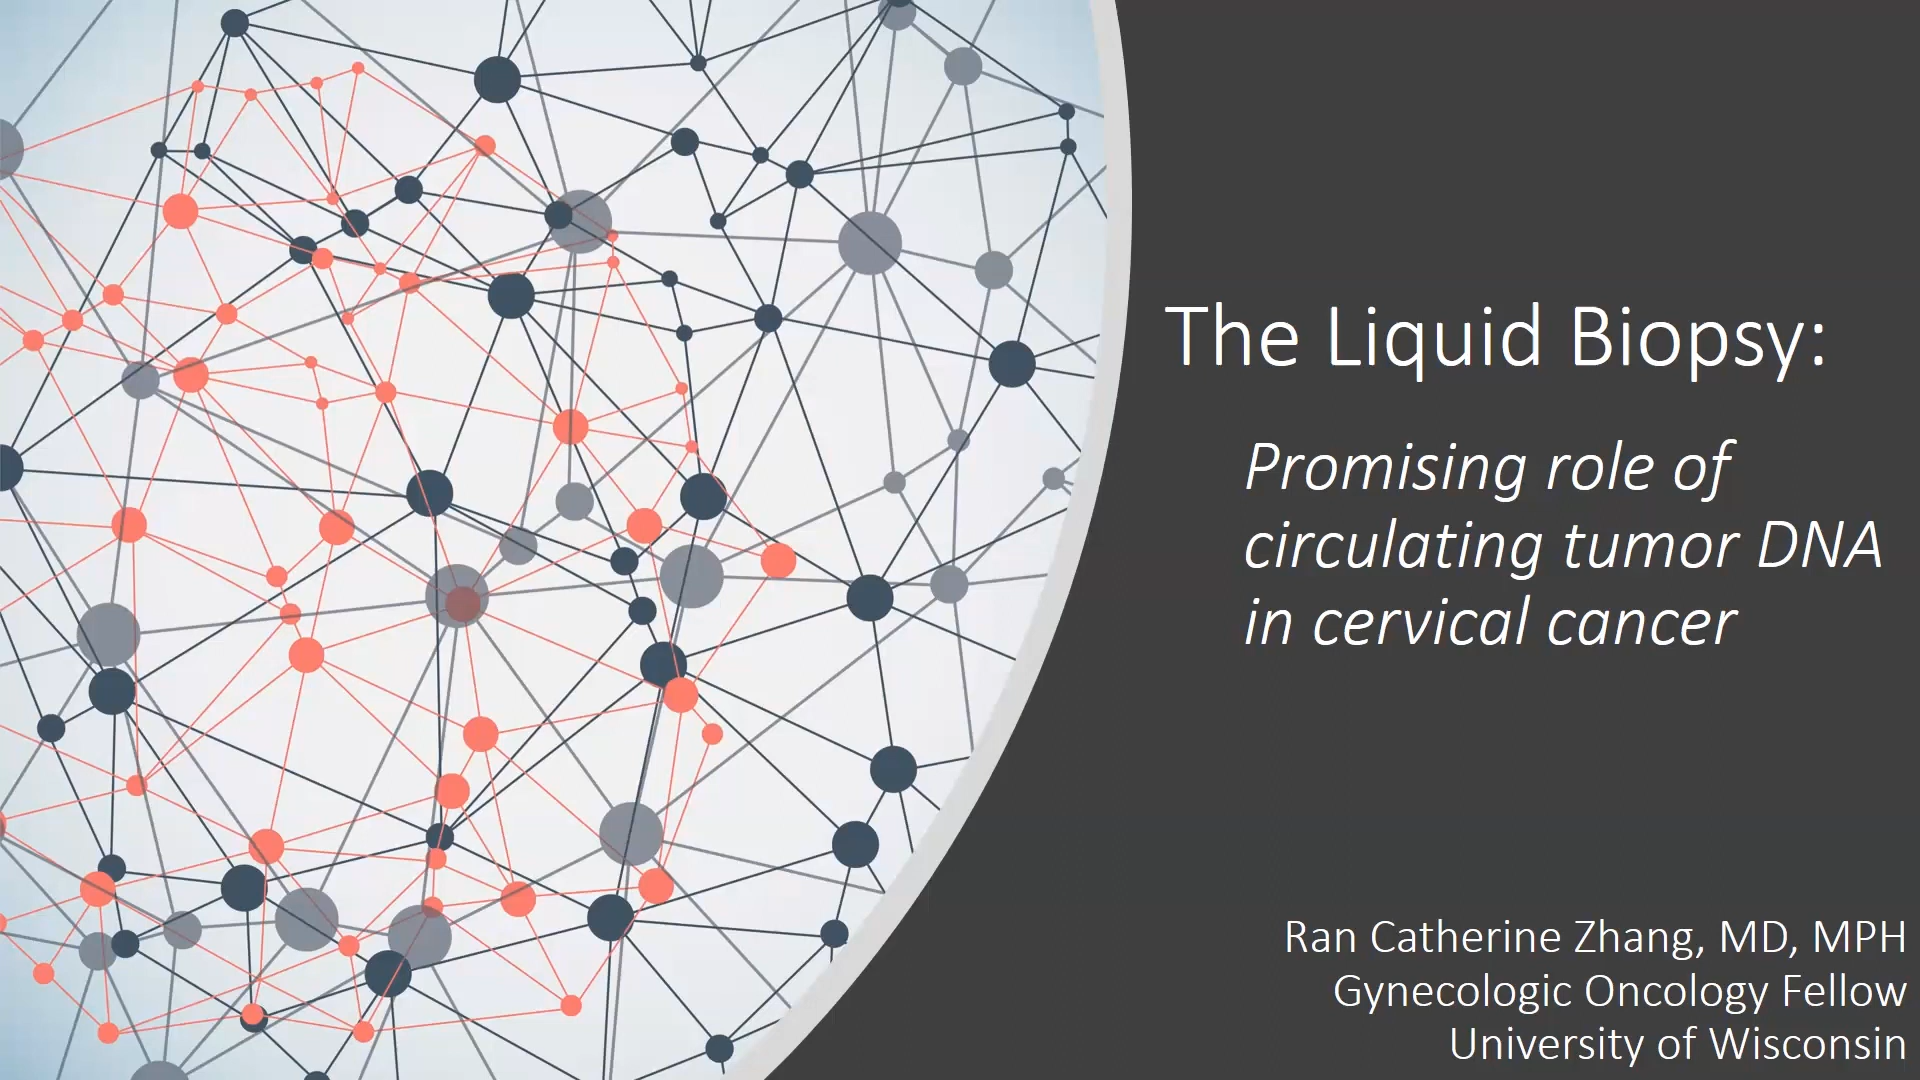 The Liquid Biopsy:
Promising role of
circulating tumor DNA
in cervical cancer
Ran Catherine Zhang, MD, MPH
Gynecologic Oncology Fellow
University of Wisconsin